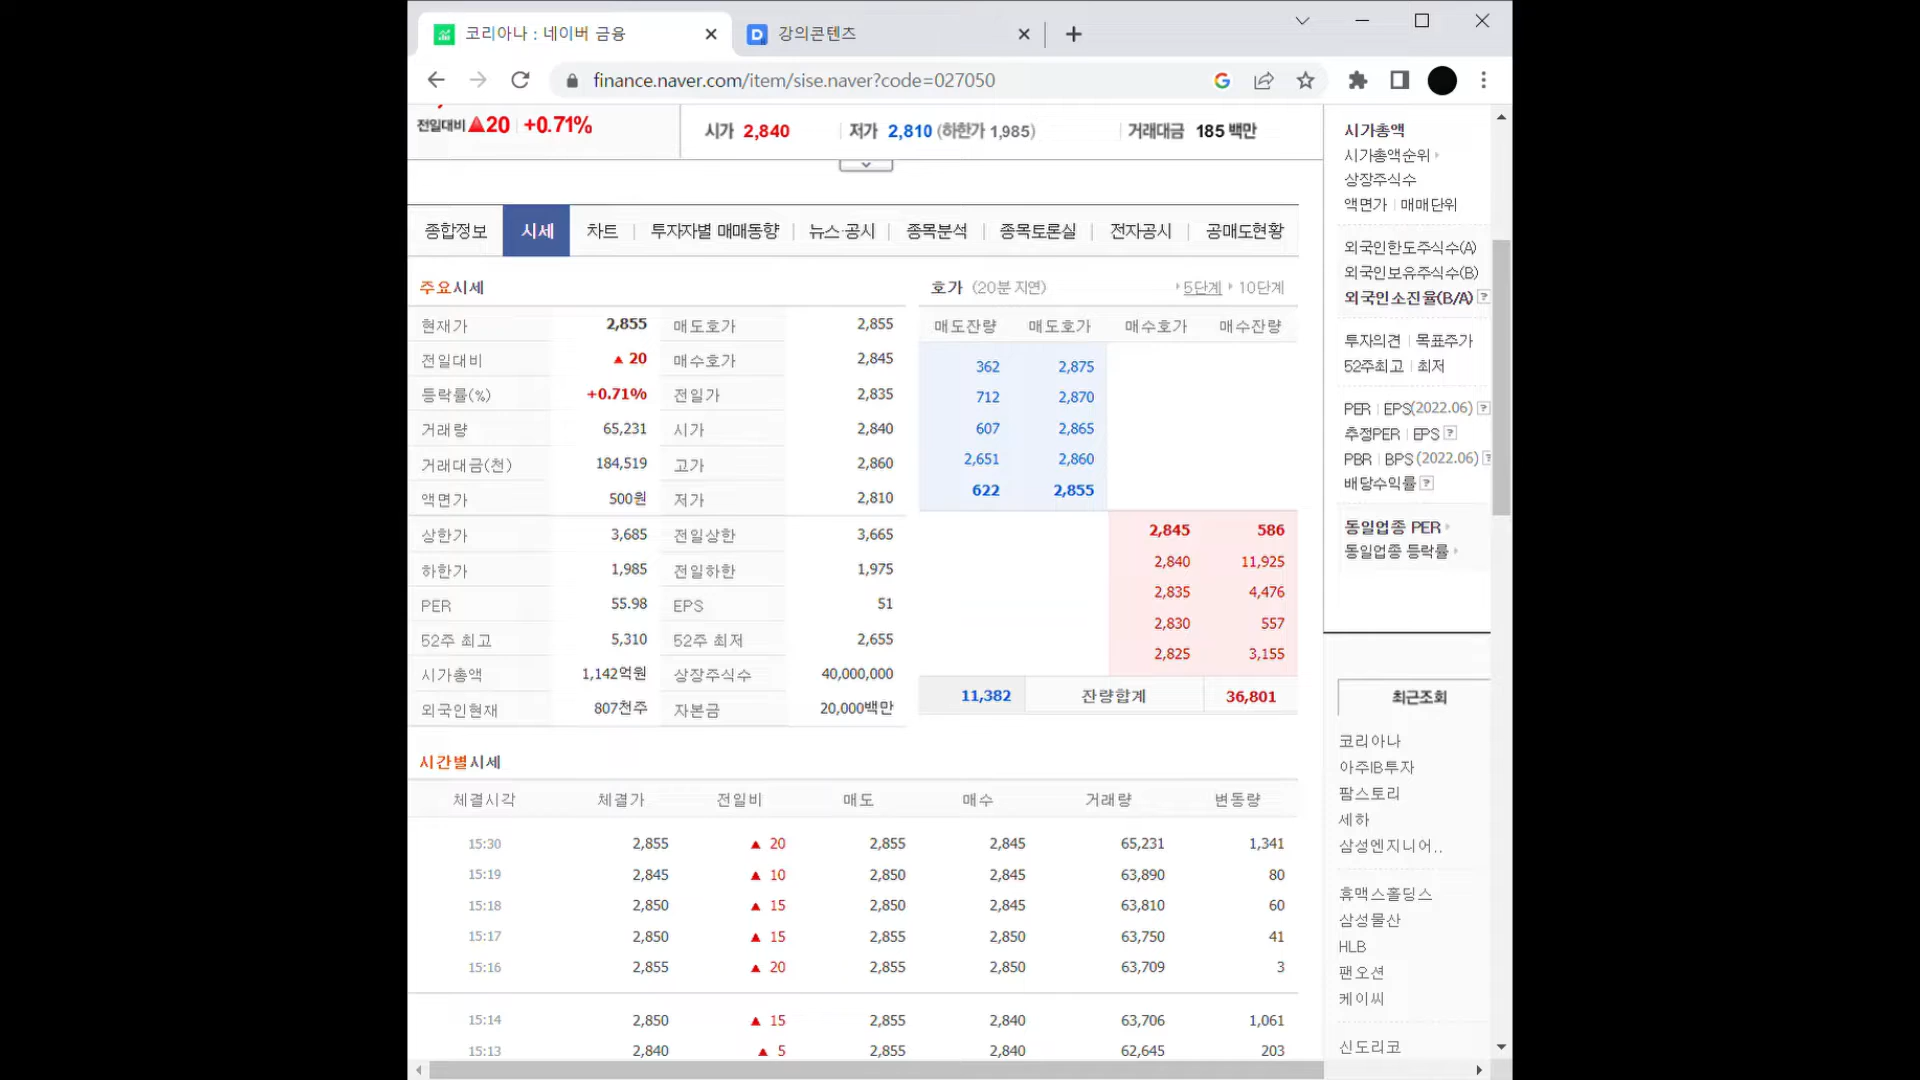 코리아나 : 네이버 금융
강의콘텐츠
finance.naver.com/item/sise.naver?code=027050
전일대비 ▲20 +0.71%
시가 2,840 저가 2,810 (하한가 1,985) 거래대금 185 백만
종합정보 시세 차트 투자자별 매매동향 뉴스·공시 종목분석 종목토론실 전자공시 공매도현황
주요시세
현재가 2,855 매도호가 2,855
전일대비 ▲ 20 매수호가 2,845
등락률(%) +0.71% 전일가 2,835
거래량 65,231 시가 2,840
거래대금(천) 184,519 고가 2,860
액면가 500원 저가 2,810
상한가 3,685 전일상한 3,665
하한가 1,985 전일하한 1,975
PER 55.98 EPS 51
52주 최고 5,310 52주 최저 2,655
시가총액 1,142억원 상장주식수 40,000,000
외국인현재 807천주 자본금 20,000백만
호가 (20분 지연) 5단계 10단계
매도잔량 매도호가 매수호가 매수잔량
362 2,875
712 2,870
607 2,865
2,651 2,860
622 2,855
2,845 586
2,840 11,925
2,835 4,476
2,830 557
2,825 3,155
11,382 잔량합계 36,801
시간별시세
체결시각 체결가 전일비 매도 매수 거래량 변동량
15:30 2,855 ▲ 20 2,855 2,845 65,231 1,341
15:19 2,845 ▲ 10 2,850 2,845 63,890 80
15:18 2,850 ▲ 15 2,850 2,845 63,810 60
15:17 2,850 ▲ 15 2,855 2,850 63,750 41
15:16 2,855 ▲ 20 2,855 2,850 63,709 3
15:14 2,850 ▲ 15 2,855 2,840 63,706 1,061
15:13 2,840 ▲ 5 2,855 2,840 62,645 203
시가총액
시가총액순위
상장주식수
액면가 매매단위
외국인한도주식수(A)
외국인보유주식수(B)
외국인소진율(B/A) ?
투자의견 목표주가
52주최고 최저
PER EPS(2022.06) ?
추정PER EPS ?
PBR BPS (2022.06) ?
배당수익률 ?
동일업종 PER
동일업종 등락률
최근조회
코리아나
아주IB투자
팜스토리
세하
삼성엔지니어..
휴맥스홀딩스
삼성물산
HLB
팬오션
케이씨
신도리코